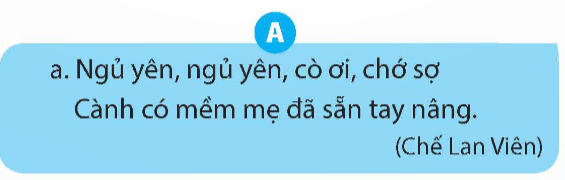 A
a. Ngủ yên, ngủ yên, cò ơi, chớ sợ
Cành có mềm mẹ đã sẵn tay nâng.
(Chế Lan Viên)